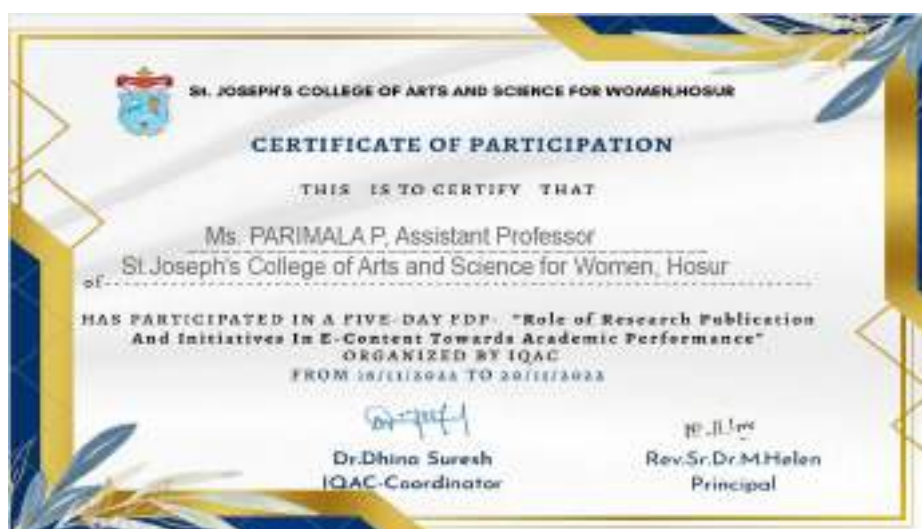 St. JOSEPH'S COLLEGE OF ARTS AND SCIENCE FOR WOMEN,HOSUR
CERTIFICATE OF PARTICIPATION
THIS IS TO CERTIFY THAT
Ms. PARIMALA P, Assistant Professor
of St.Joseph's College of Arts and Science for Women, Hosur
HAS PARTICIPATED IN A FIVE-DAY FDP- "Role of Research Publication
And Initiatives In E-Content Towards Academic Performance"
ORGANIZED BY IQAC
FROM TO
Dr.Dhina Suresh
IQAC-Coordinator
Rev.Sr.Dr.M.Helen
Principal